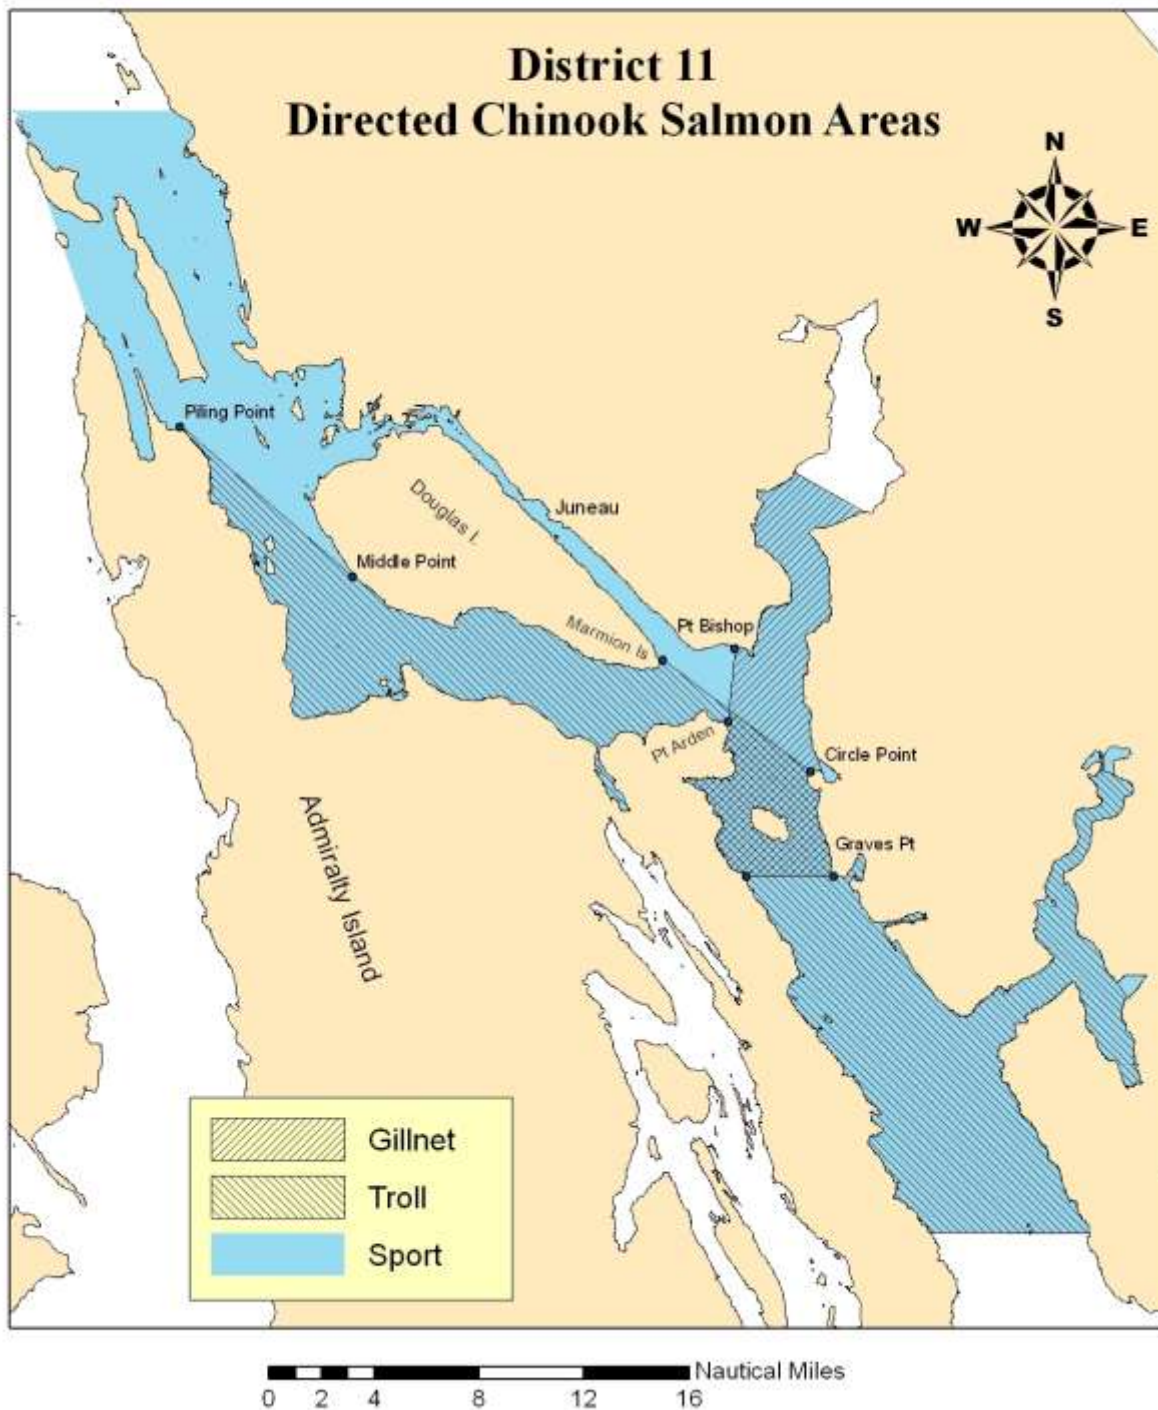 District 11
Directed Chinook Salmon Areas
N
W
E
S
Piling Point
Douglas I.
Juneau
Middle Point
Marmion Is
Pt Bishop
Pt Arden
Circle Point
Graves Pt
Admiralty Island
Gillnet
Troll
Sport
Nautical Miles
0 2 4 8 12 16